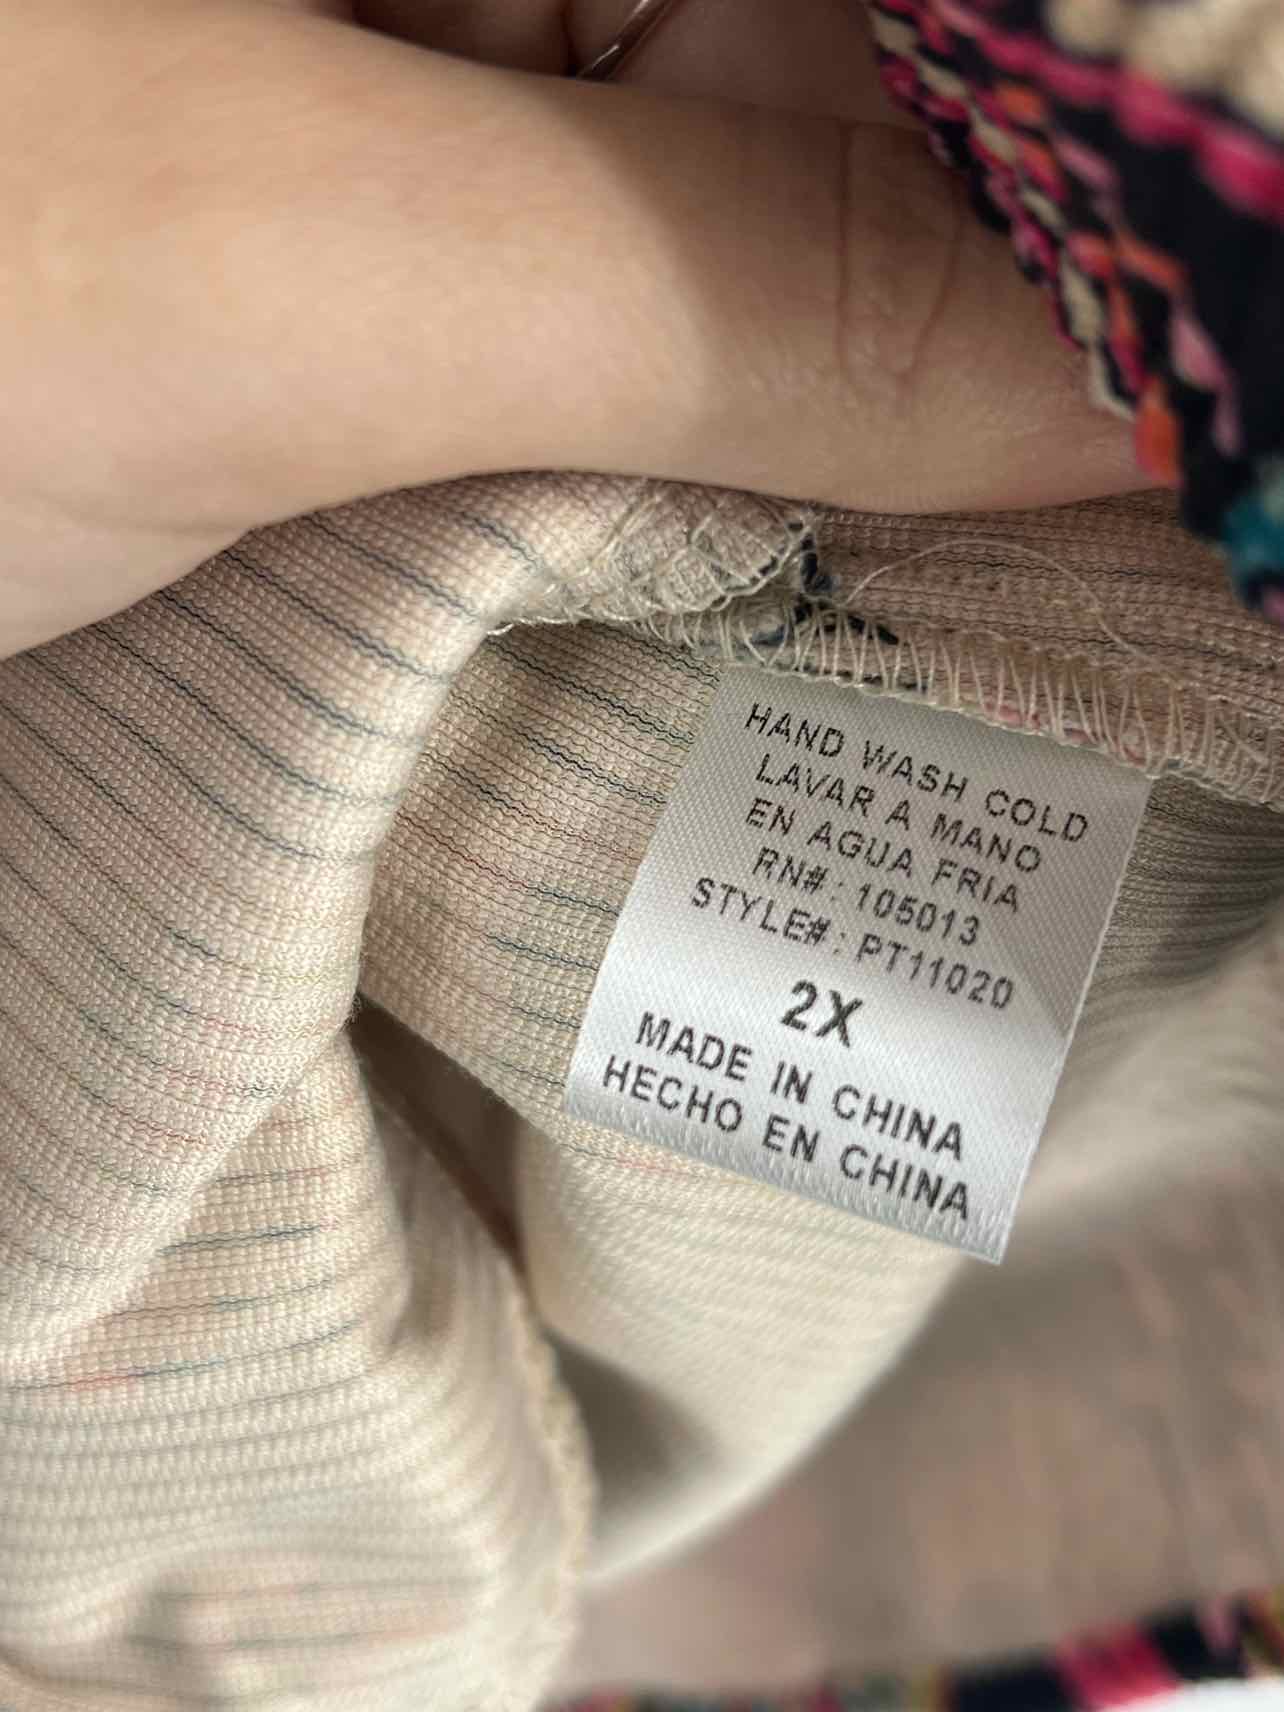 HAND WASH COLD
LAVAR A MANO
EN AGUA FRIA
RN#: 105013
STYLE#: PT11020
2X
MADE IN CHINA
HECHO EN CHINA